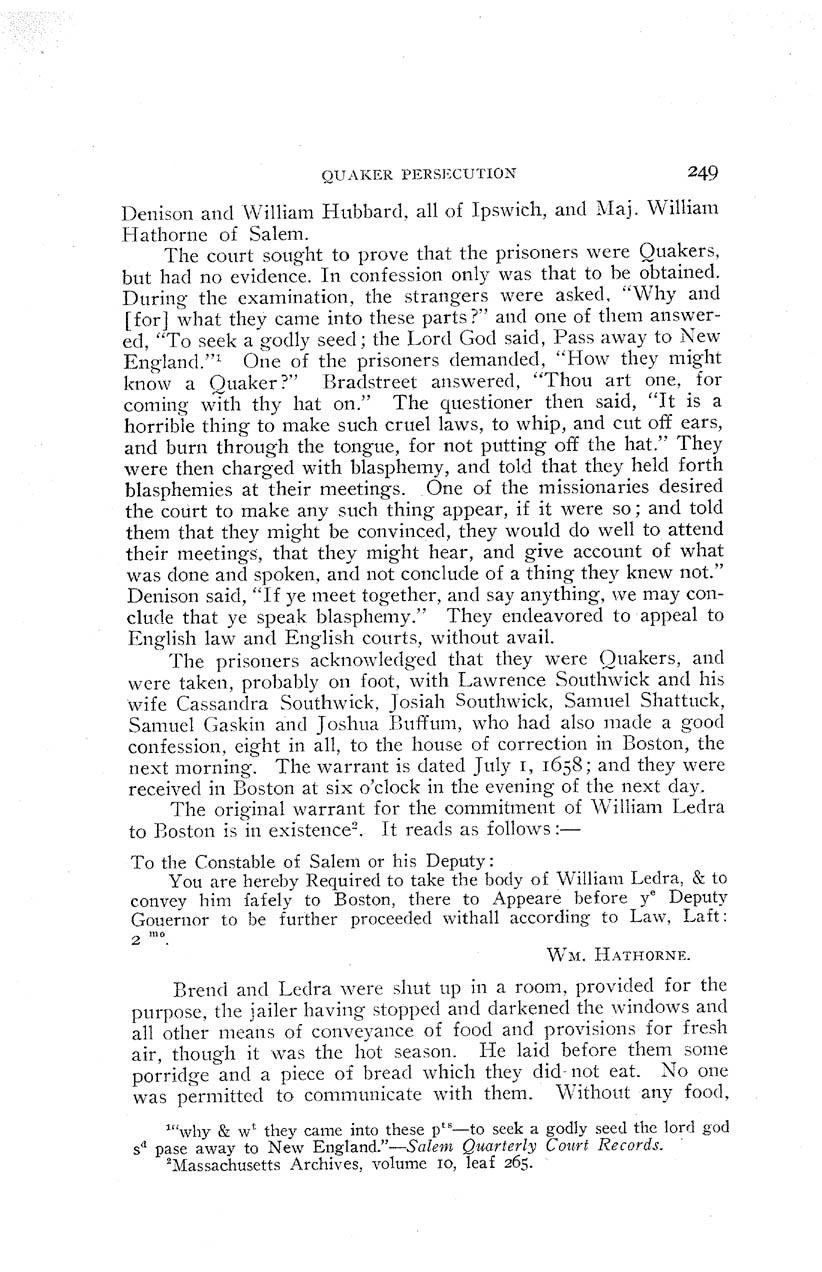 QUAKER PERSECUTION 249
Denison and William Hubbard, all of Ipswich, and Maj. William
Hathorne of Salem.
The court sought to prove that the prisoners were Quakers,
but had no evidence. In confession only was that to be obtained.
During the examination, the strangers were asked, “Why and
[for] what they came into these parts?” and one of them answer-
ed, “To seek a godly seed; the Lord God said, Pass away to New
England.”¹ One of the prisoners demanded, “How they might
know a Quaker?” Bradstreet answered, “Thou art one, for
coming with thy hat on.” The questioner then said, “It is a
horrible thing to make such cruel laws, to whip, and cut off ears,
and burn through the tongue, for not putting off the hat.” They
were then charged with blasphemy, and told that they held forth
blasphemies at their meetings. One of the missionaries desired
the court to make any such thing appear, if it were so; and told
them that they might be convinced, they would do well to attend
their meetings, that they might hear, and give account of what
was done and spoken, and not conclude of a thing they knew not.”
Denison said, “If ye meet together, and say anything, we may con-
clude that ye speak blasphemy.” They endeavored to appeal to
English law and English courts, without avail.
The prisoners acknowledged that they were Quakers, and
were taken, probably on foot, with Lawrence Southwick and his
wife Cassandra Southwick, Josiah Southwick, Samuel Shattuck,
Samuel Gaskin and Joshua Buffum, who had also made a good
confession, eight in all, to the house of correction in Boston, the
next morning. The warrant is dated July 1, 1658; and they were
received in Boston at six o’clock in the evening of the next day.
The original warrant for the commitment of William Ledra
to Boston is in existence². It reads as follows:—
To the Constable of Salem or his Deputy:
You are hereby Required to take the body of William Ledra, & to
convey him fafely to Boston, there to Appeare before yᵉ Deputy
Gouernor to be further proceeded withall according to Law, Laft:
2 ᵐᵒ.
WM. HATHORNE.
Brend and Ledra were shut up in a room, provided for the
purpose, the jailer having stopped and darkened the windows and
all other means of conveyance of food and provisions for fresh
air, though it was the hot season. He laid before them some
porridge and a piece of bread which they did not eat. No one
was permitted to communicate with them. Without any food,
¹“why & wᵗ they came into these pᵗˢ—to seek a godly seed the lord god
sᵈ pase away to New England.”—Salem Quarterly Court Records.
²Massachusetts Archives, volume 10, leaf 265.